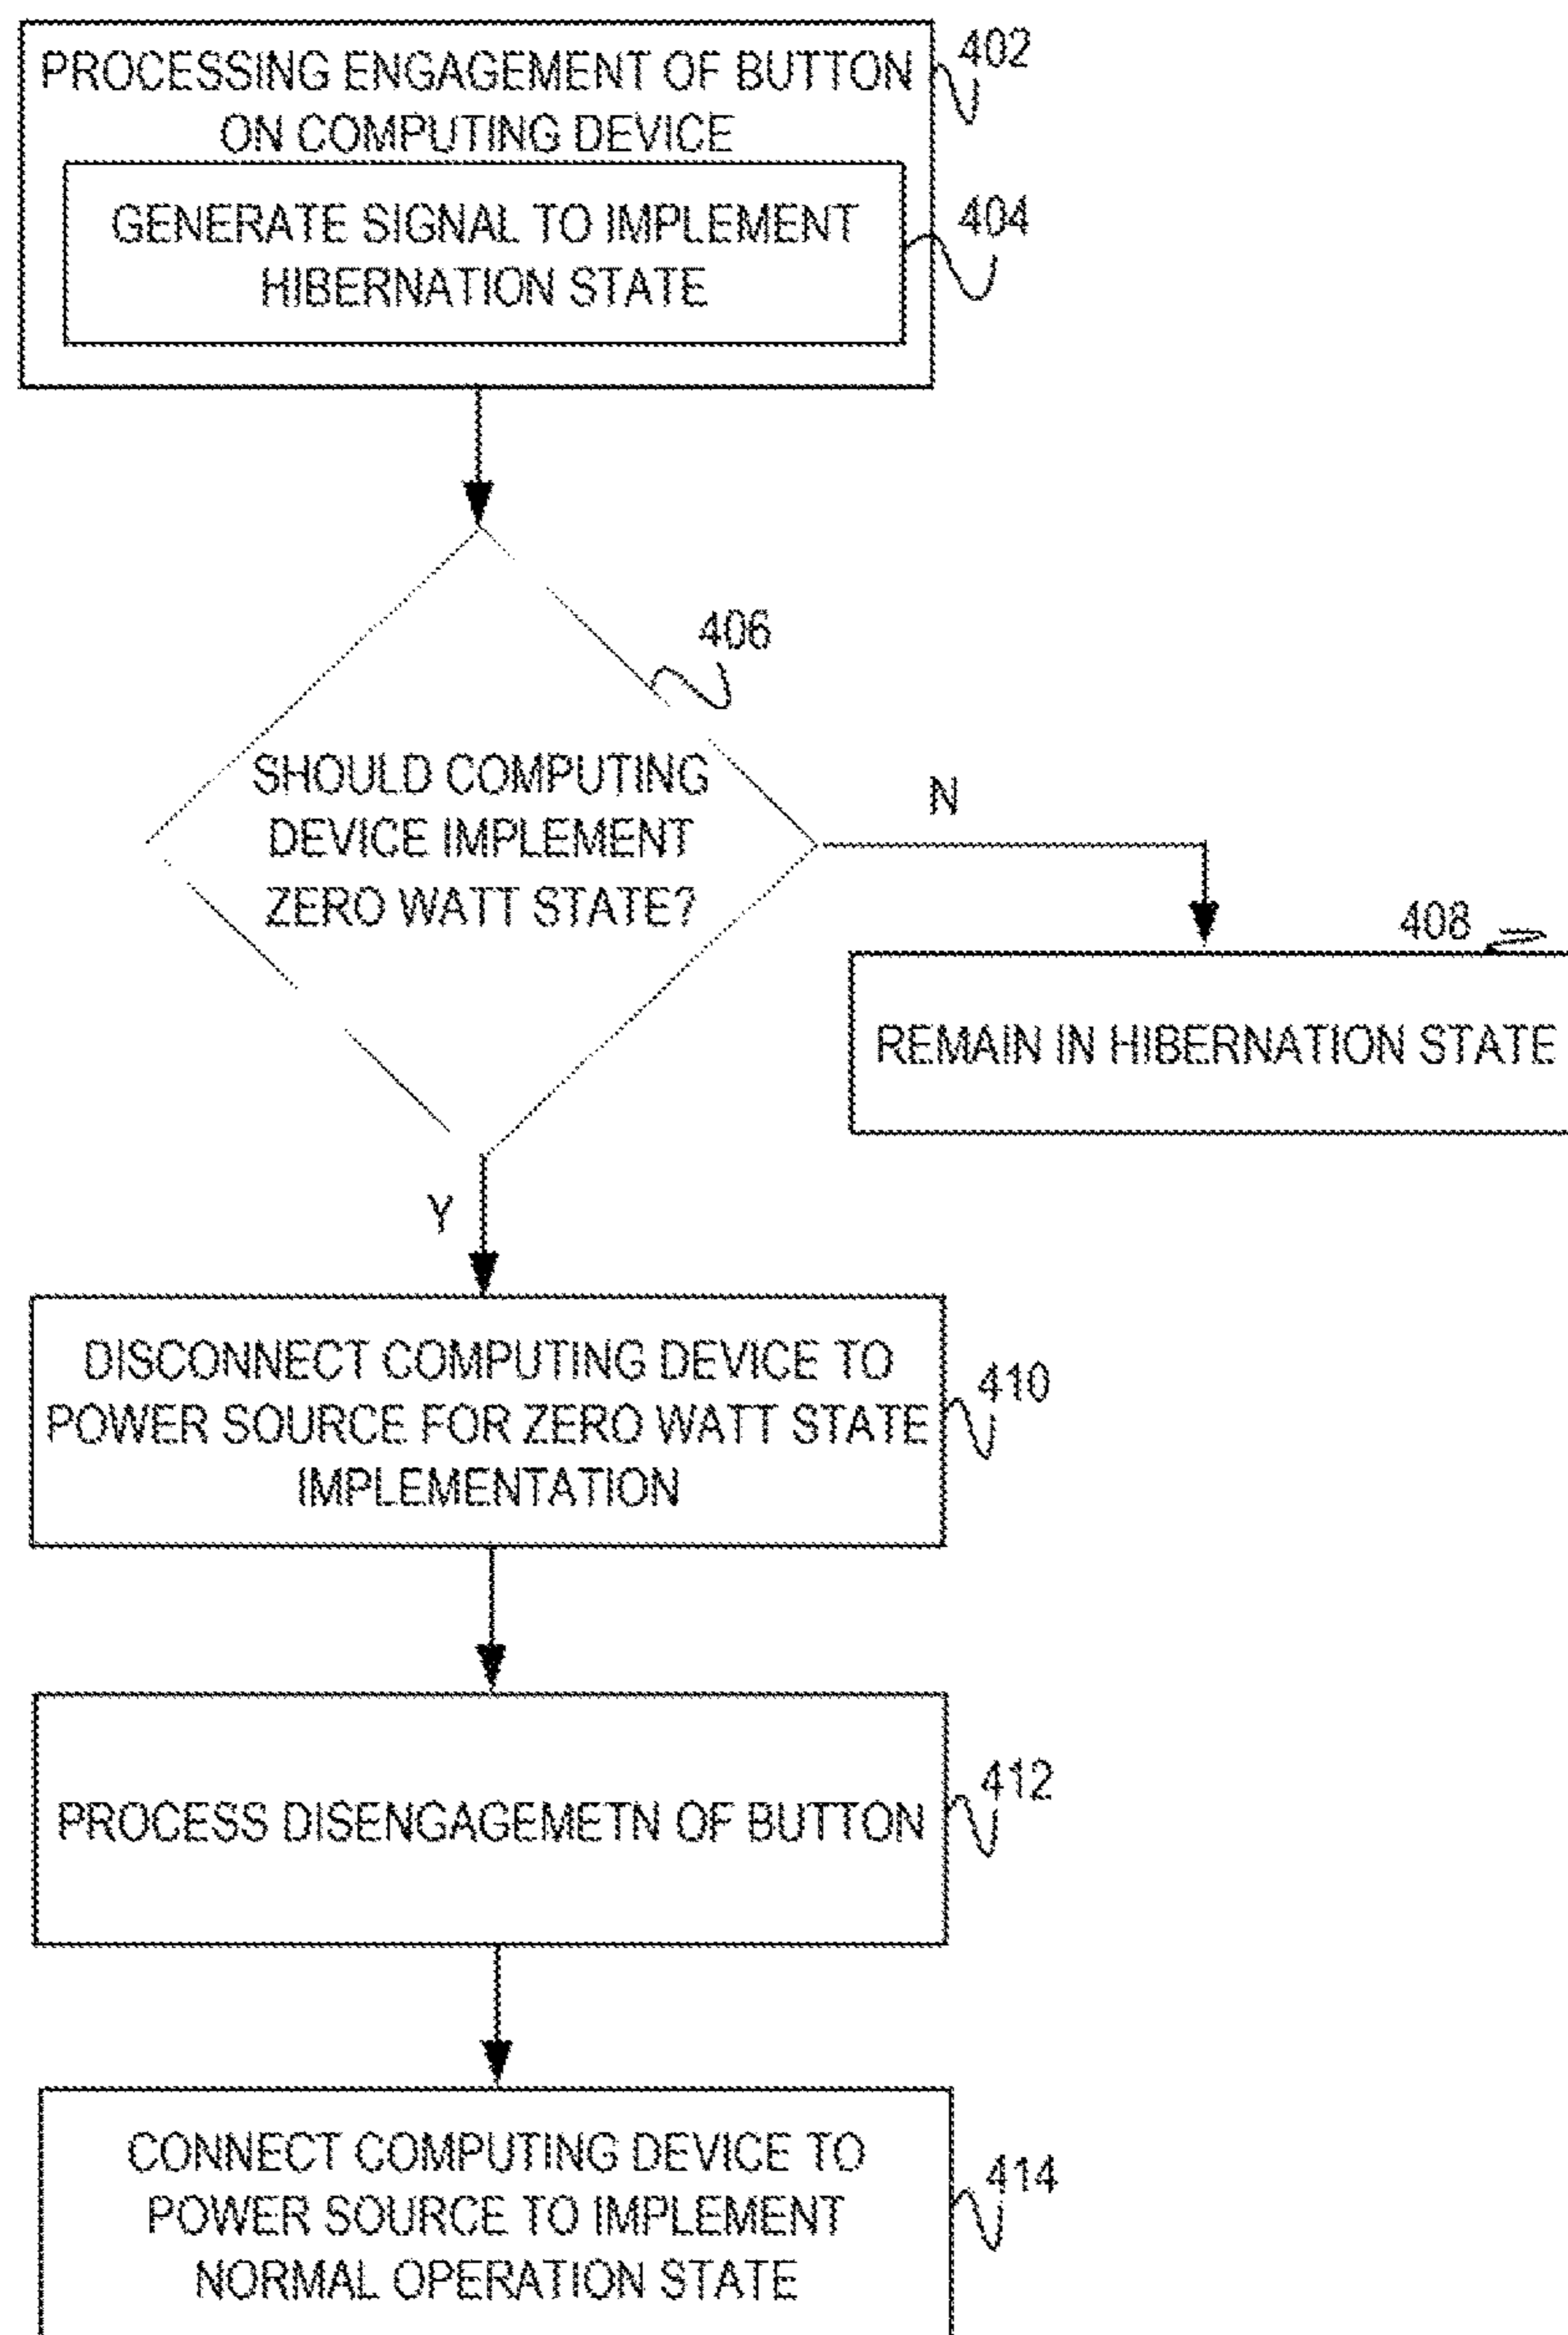 PROCESSING ENGAGEMENT OF BUTTON
ON COMPUTING DEVICE
402
GENERATE SIGNAL TO IMPLEMENT
HIBERNATION STATE
404
406
SHOULD COMPUTING
DEVICE IMPLEMENT
ZERO WATT STATE?
N
408
REMAIN IN HIBERNATION STATE
Y
DISCONNECT COMPUTING DEVICE TO
POWER SOURCE FOR ZERO WATT STATE
IMPLEMENTATION
410
PROCESS DISENGAGEMETN OF BUTTON
412
CONNECT COMPUTING DEVICE TO
POWER SOURCE TO IMPLEMENT
NORMAL OPERATION STATE
414